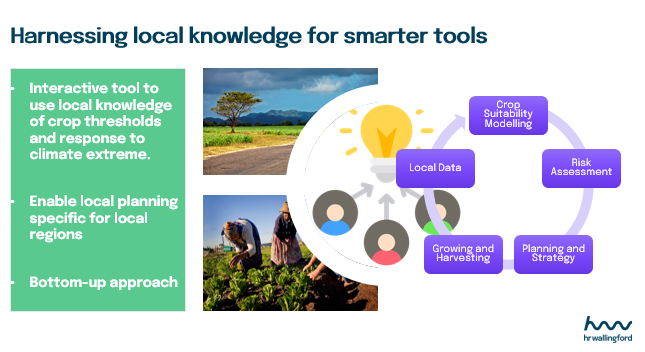 Harnessing local knowledge for smarter tools
Interactive tool to
use local knowledge
of crop thresholds
and response to
climate extreme.
Enable local planning
specific for local
regions
Bottom-up approach
Crop
Suitability
Modelling
Local Data
Risk
Assessment
Growing and
Harvesting
Planning and
Strategy
hrwallingford